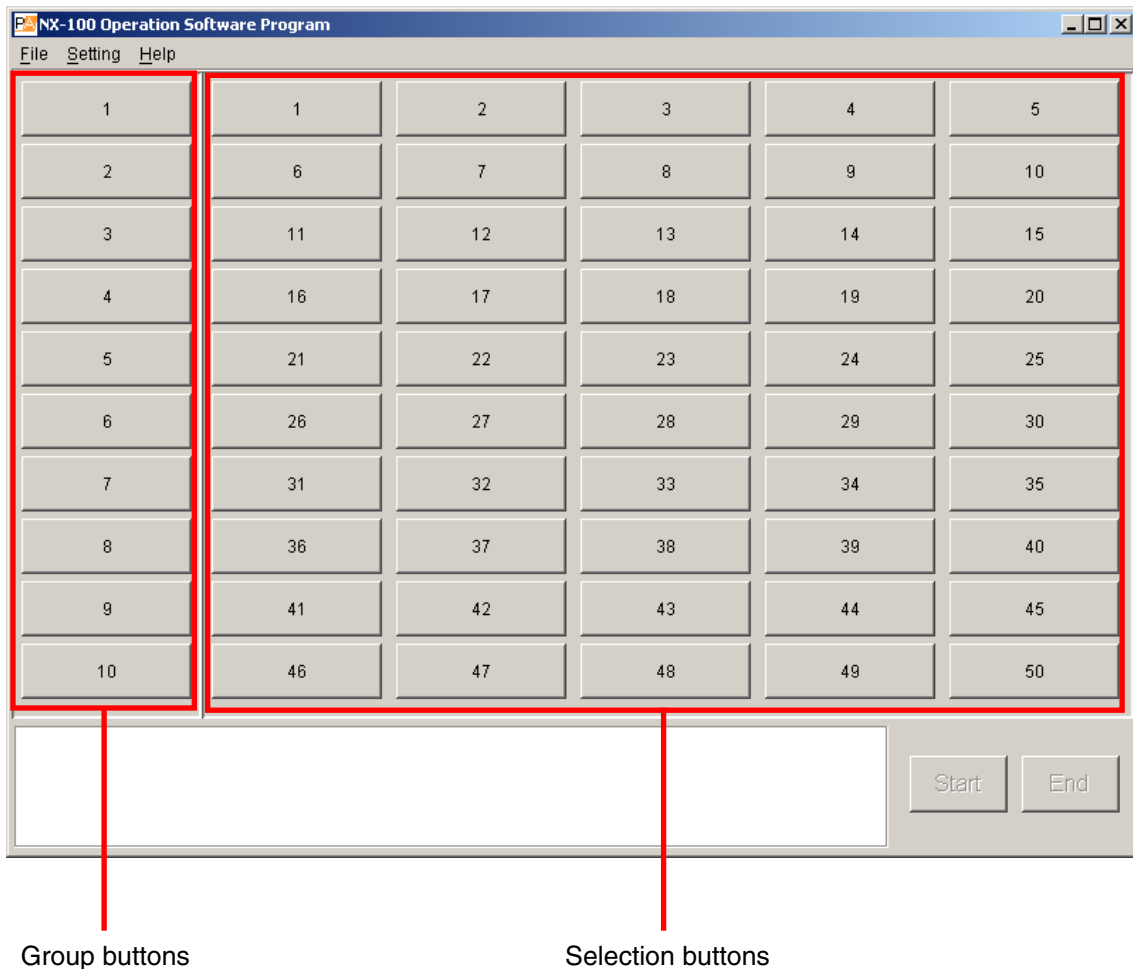 PA NX-100 Operation Software Program
File Setting Help
1 1 2 3 4 5
2 6 7 8 9 10
3 11 12 13 14 15
4 16 17 18 19 20
5 21 22 23 24 25
6 26 27 28 29 30
7 31 32 33 34 35
8 36 37 38 39 40
9 41 42 43 44 45
10 46 47 48 49 50
Start End
Group buttons Selection buttons